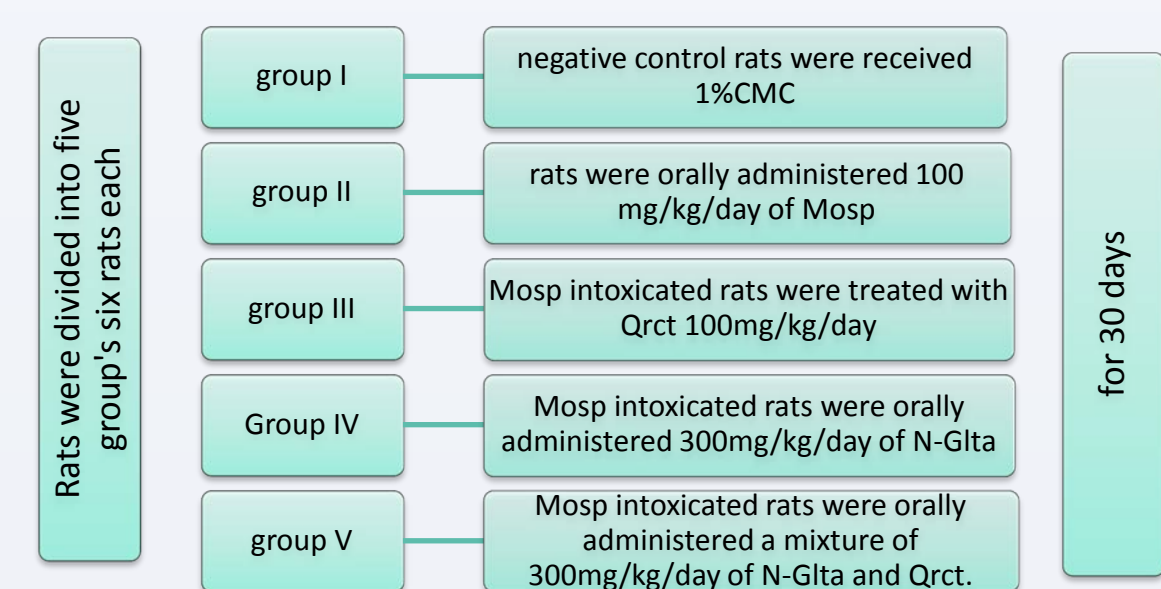 Rats were divided into five
group's six rats each
group I
negative control rats were received
1%CMC
group II
rats were orally administered 100
mg/kg/day of Mosp
group III
Mosp intoxicated rats were treated with
Qrct 100mg/kg/day
Group IV
Mosp intoxicated rats were orally
administered 300mg/kg/day of N-Glta
group V
Mosp intoxicated rats were orally
administered a mixture of
300mg/kg/day of N-Glta and Qrct.
for 30 days